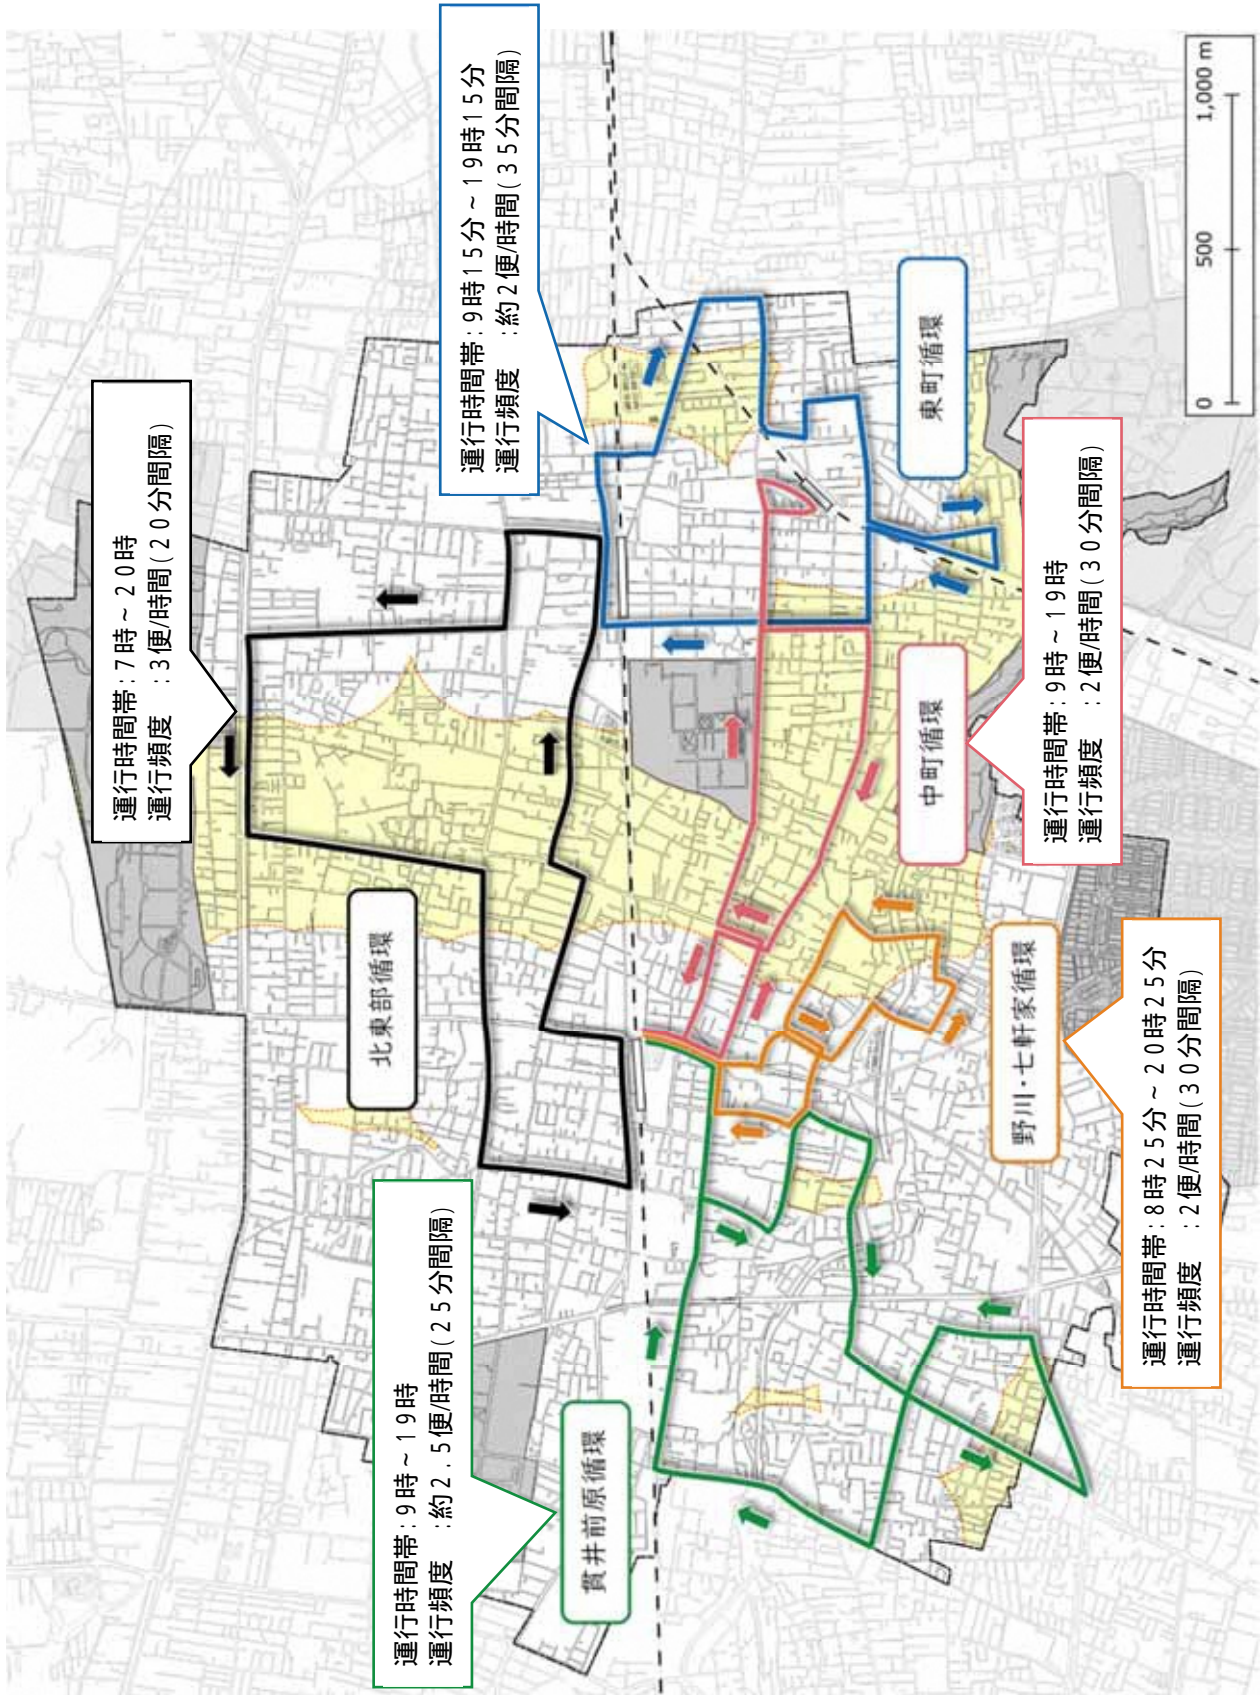 運行時間帯:7時~20時
運行頻度 :3便/時間(20分間隔)
北東部循環
運行時間帯:9時15分~19時15分
運行頻度 :約2便/時間(35分間隔)
東町循環
運行時間帯:9時~19時
運行頻度 :約2.5便/時間(25分間隔)
貫井前原循環
中町循環
運行時間帯:9時~19時
運行頻度 :2便/時間(30分間隔)
野川・七軒家循環
運行時間帯:8時25分~20時25分
運行頻度 :2便/時間(30分間隔)
0 500 1,000 m